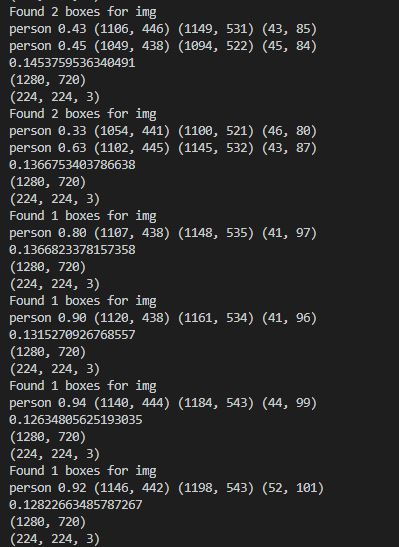 Found 2 boxes for img
person 0.43 (1106, 446) (1149, 531) (43, 85)
person 0.45 (1049, 438) (1094, 522) (45, 84)
0.1453759536340491
(1280, 720)
(224, 224, 3)
Found 2 boxes for img
person 0.33 (1054, 441) (1100, 521) (46, 80)
person 0.63 (1102, 445) (1145, 532) (43, 87)
0.1366753403786638
(1280, 720)
(224, 224, 3)
Found 1 boxes for img
person 0.80 (1107, 438) (1148, 535) (41, 97)
0.1366823378157358
(1280, 720)
(224, 224, 3)
Found 1 boxes for img
person 0.90 (1120, 438) (1161, 534) (41, 96)
0.1315270926768557
(1280, 720)
(224, 224, 3)
Found 1 boxes for img
person 0.94 (1140, 444) (1184, 543) (44, 99)
0.12634805625193035
(1280, 720)
(224, 224, 3)
Found 1 boxes for img
person 0.92 (1146, 442) (1198, 543) (52, 101)
0.12822663485787267
(1280, 720)
(224, 224, 3)